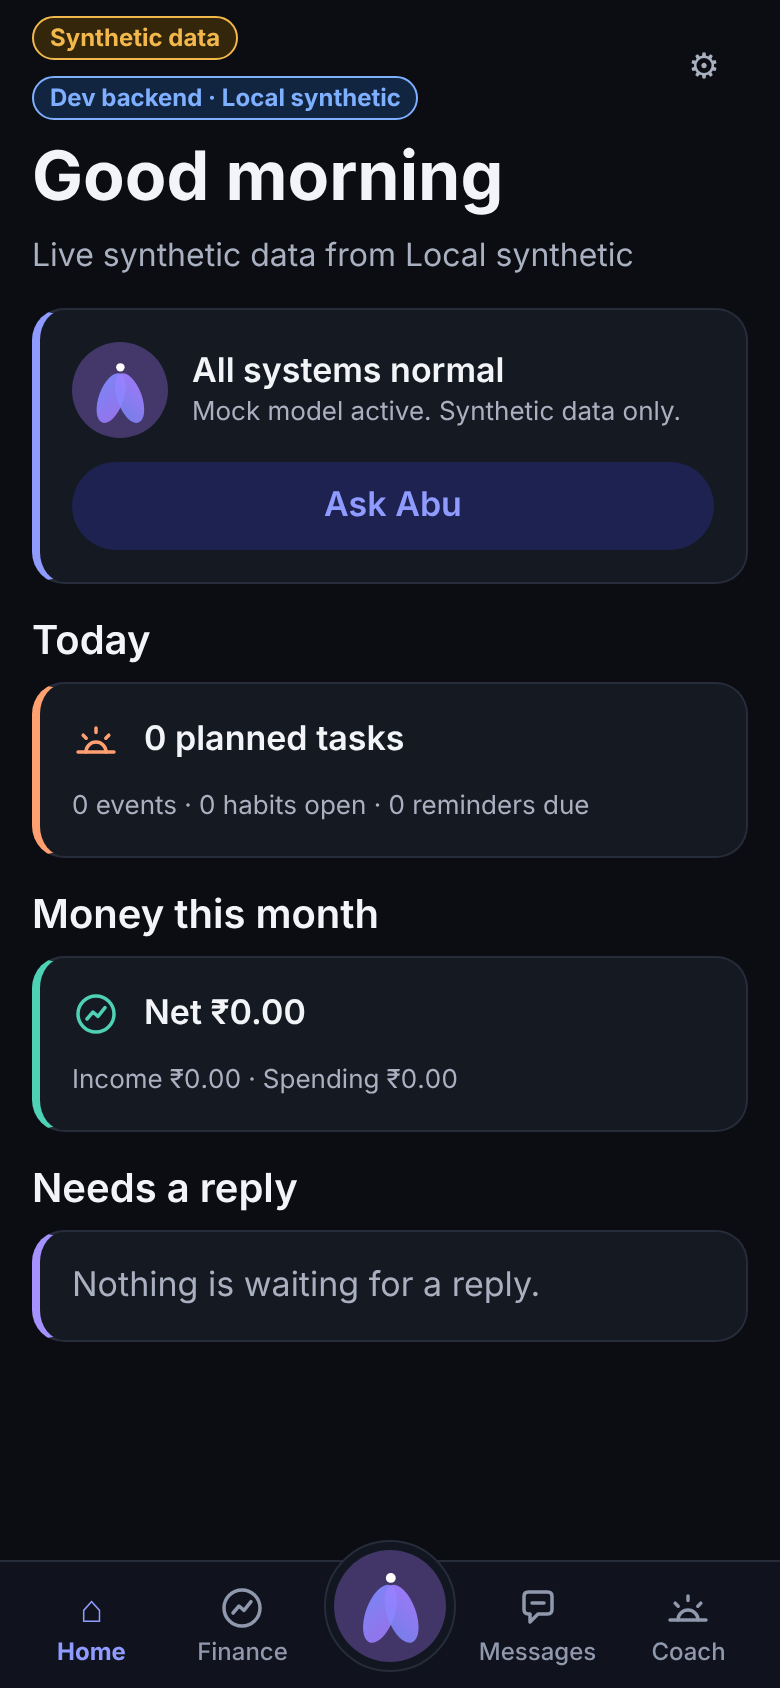 Synthetic data
Dev backend · Local synthetic
Good morning
Live synthetic data from Local synthetic
All systems normal
Mock model active. Synthetic data only.
Ask Abu
Today
0 planned tasks
0 events · 0 habits open · 0 reminders due
Money this month
Net ₹0.00
Income ₹0.00 · Spending ₹0.00
Needs a reply
Nothing is waiting for a reply.
Home
Finance
Messages
Coach